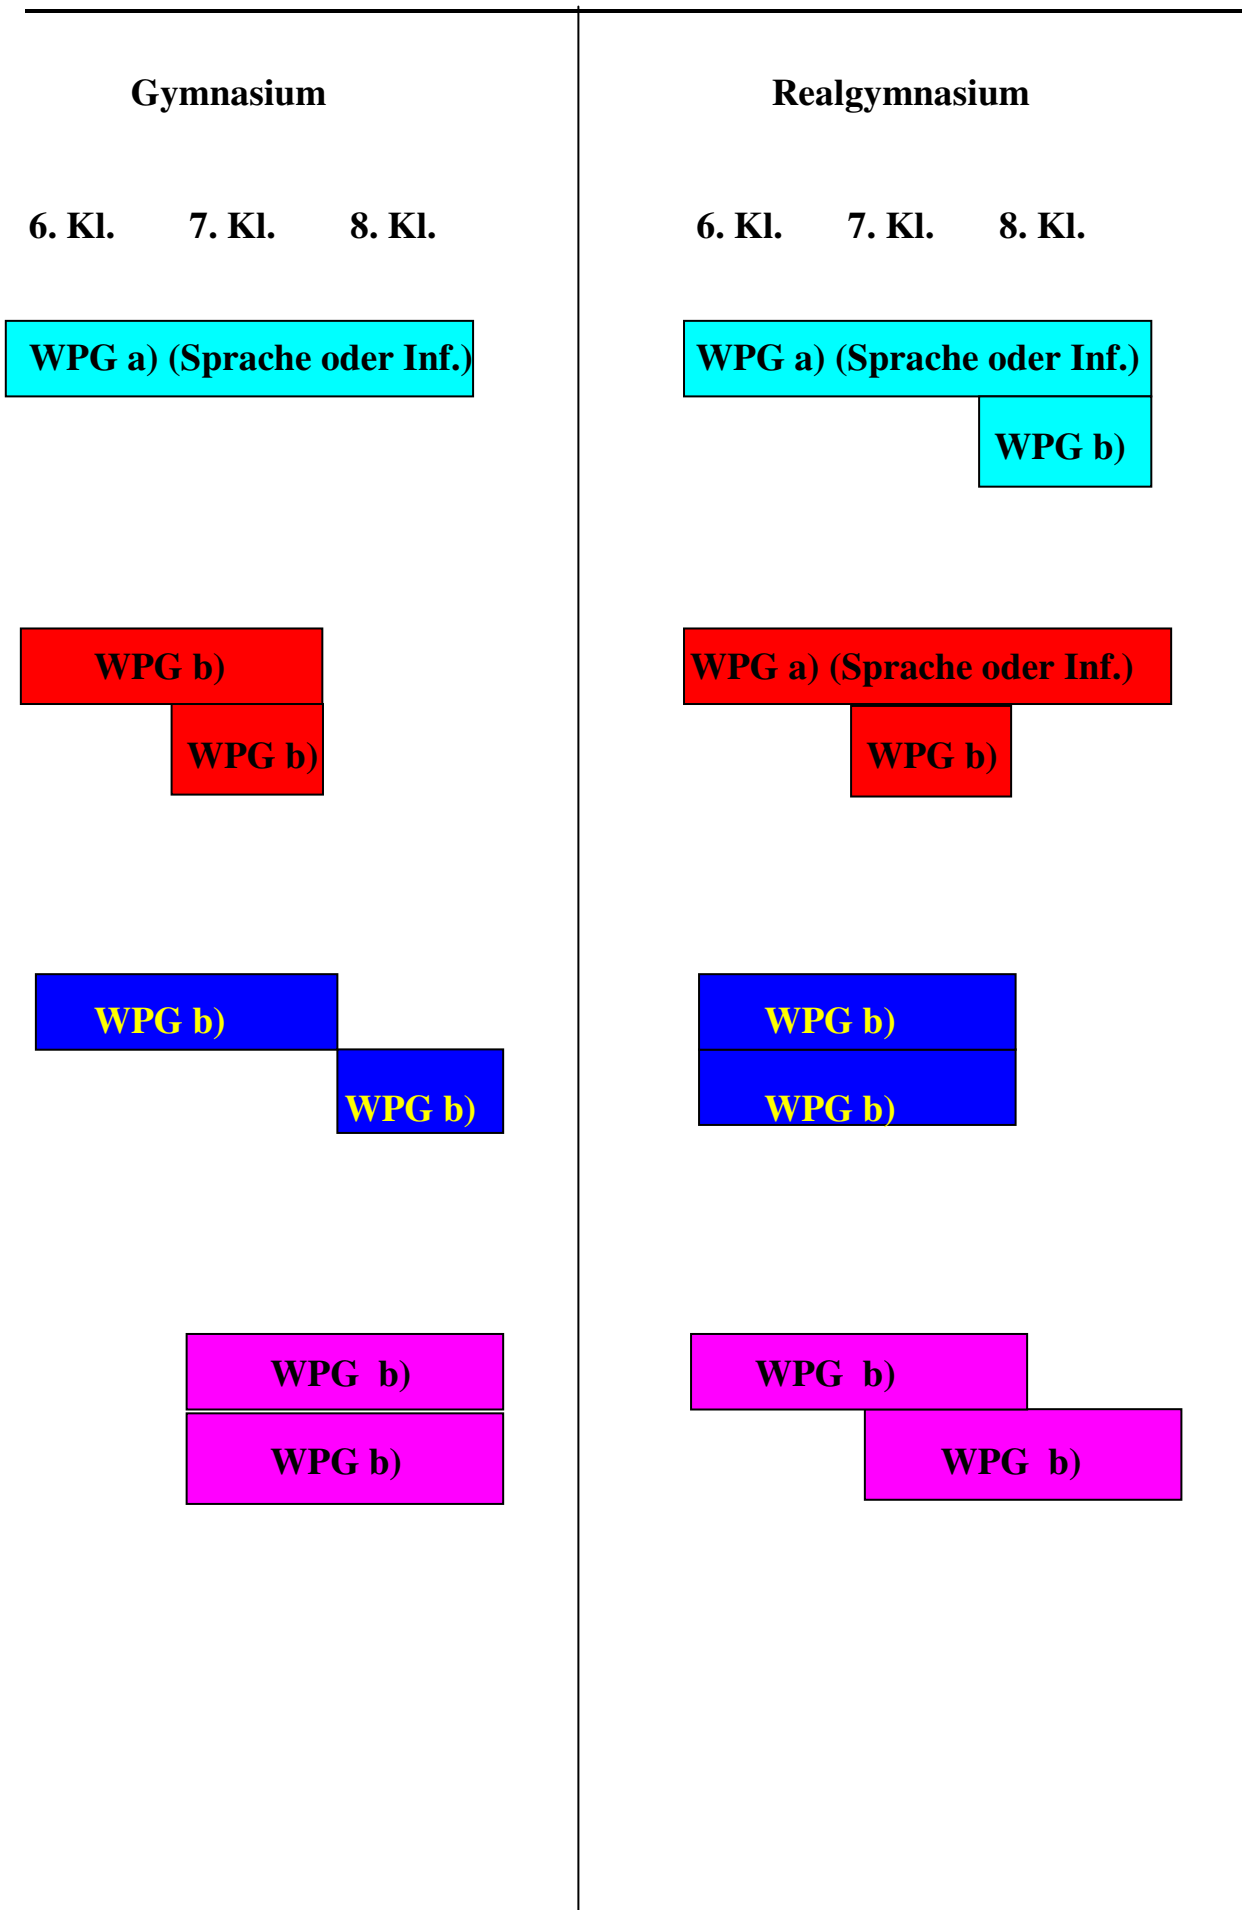 Gymnasium
6. Kl. 7. Kl. 8. Kl.
WPG a) (Sprache oder Inf.)
WPG b)
WPG b)
WPG b)
WPG b)
WPG  b)
WPG b)
Realgymnasium
6. Kl. 7. Kl. 8. Kl.
WPG a) (Sprache oder Inf.)
WPG b)
WPG a) (Sprache oder Inf.)
WPG b)
WPG b)
WPG b)
WPG  b)
WPG  b)